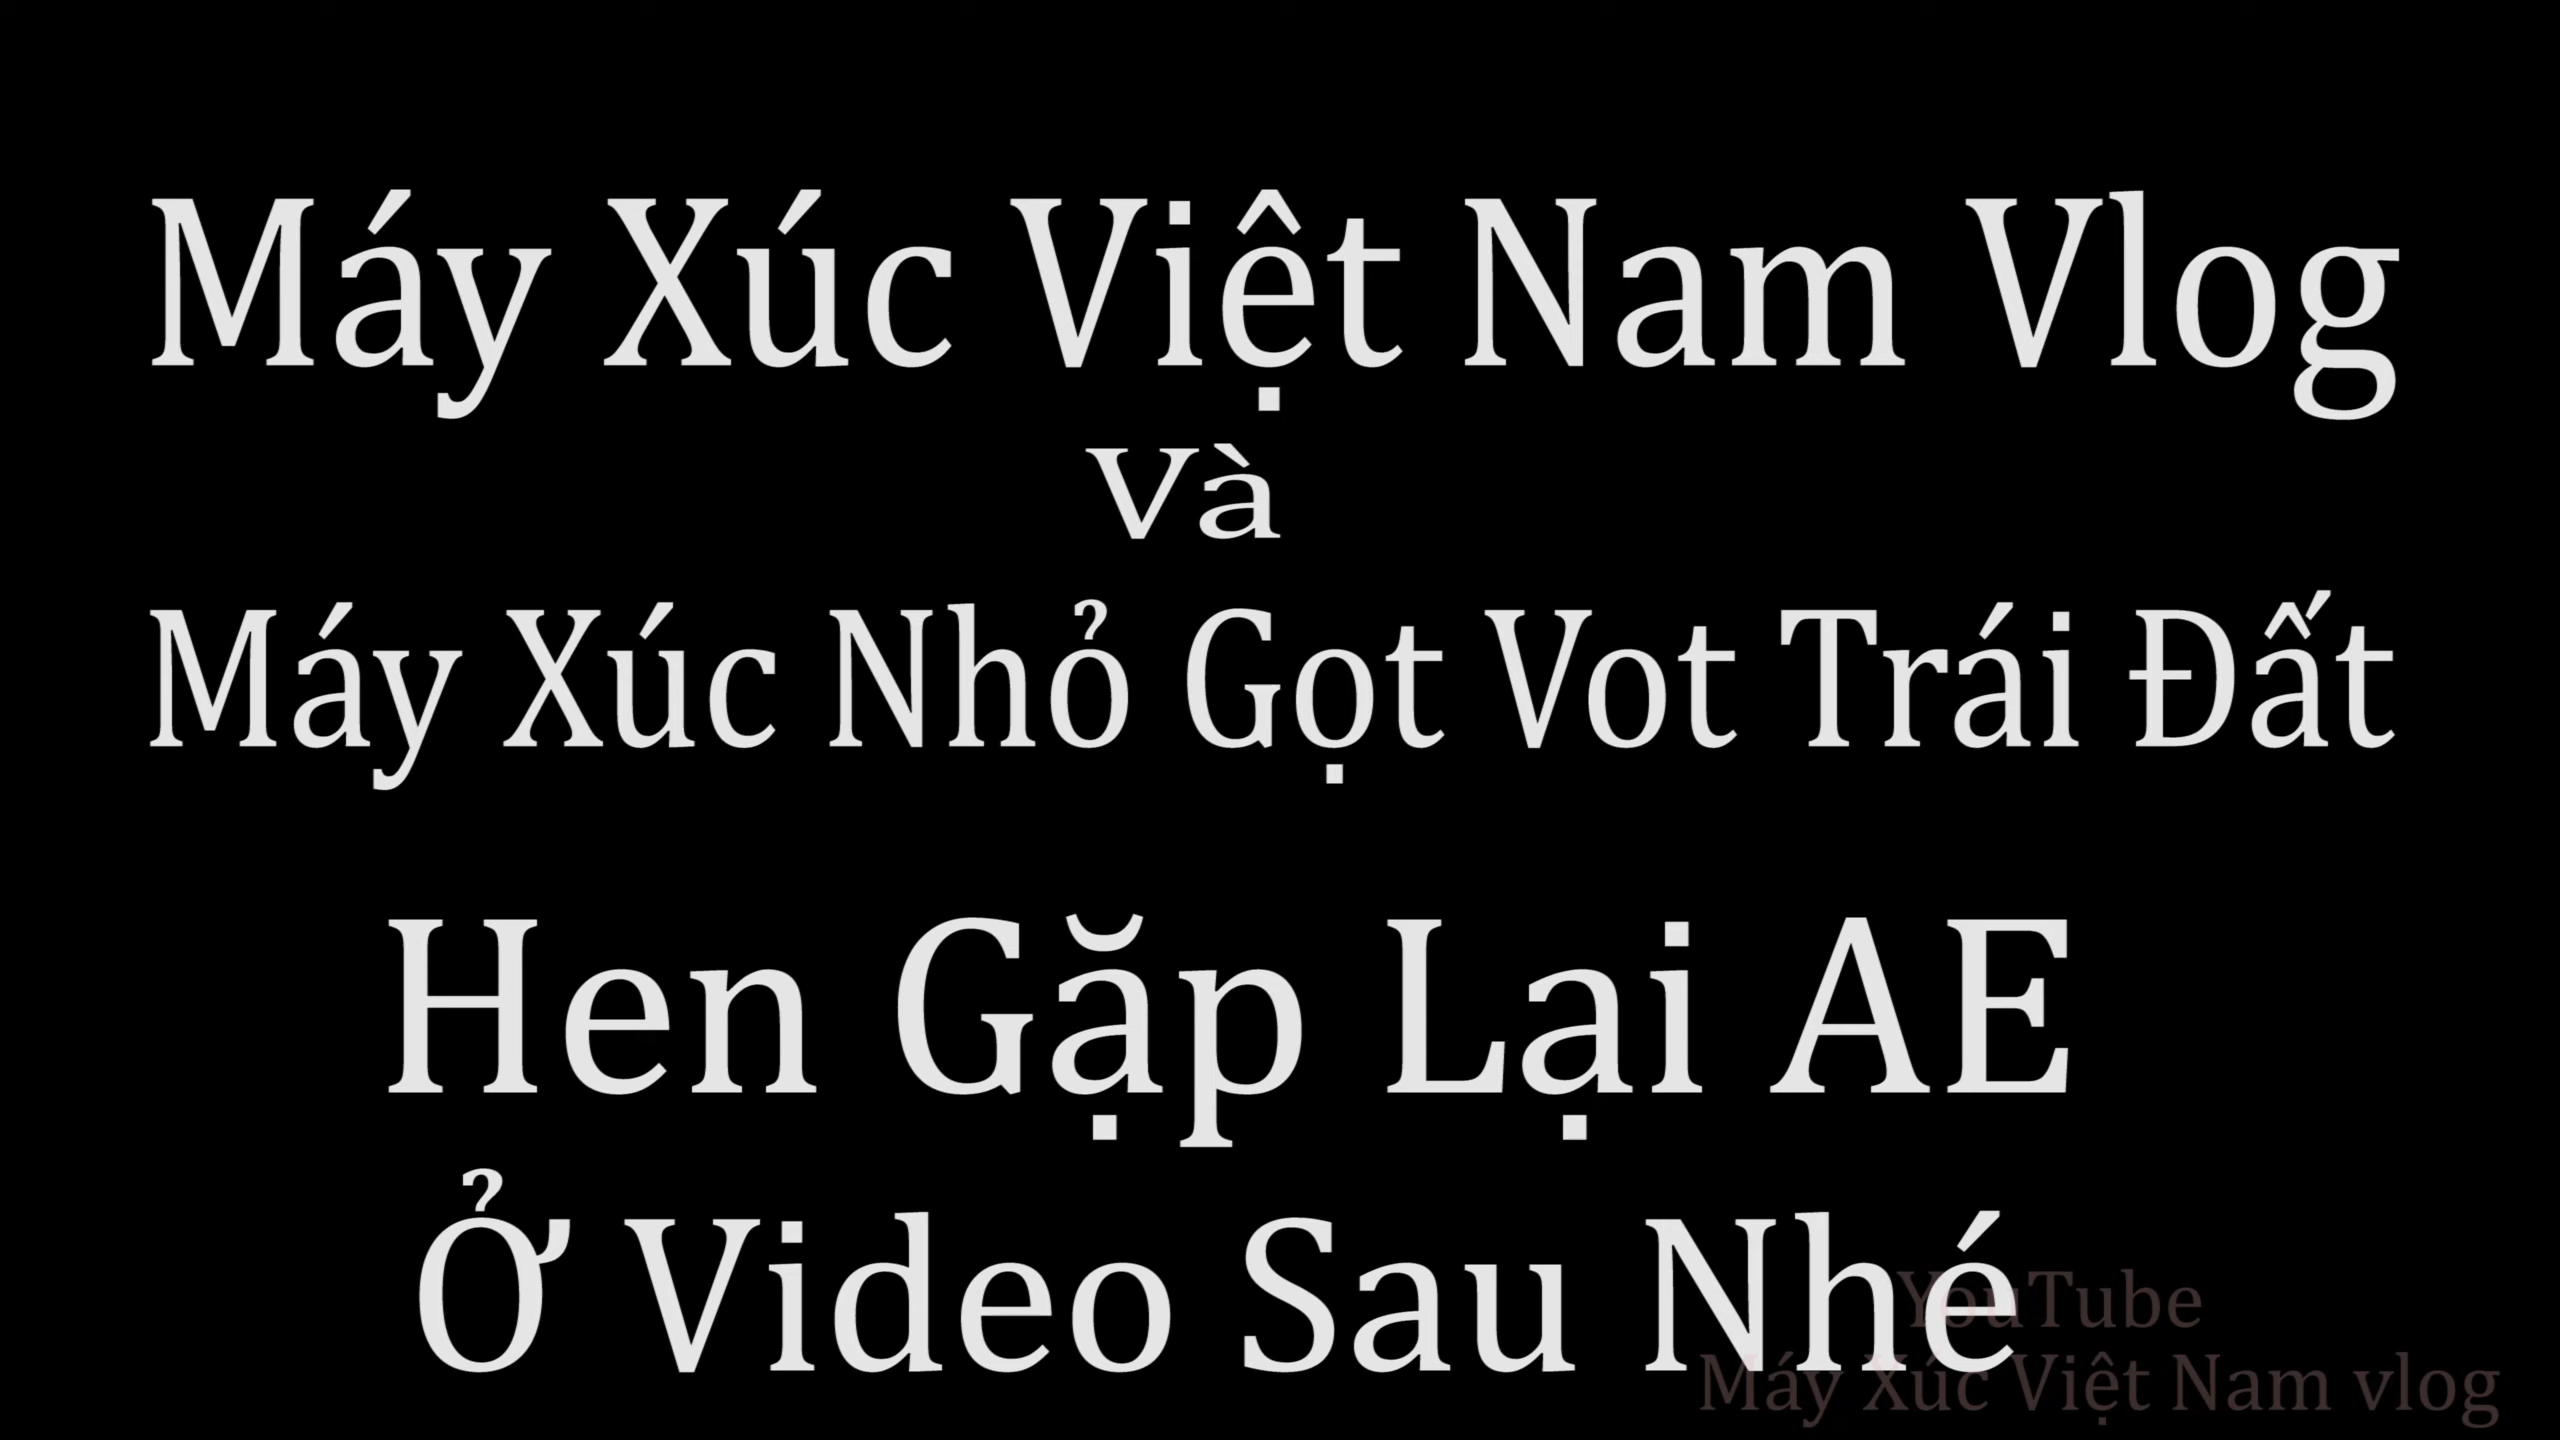 Máy Xúc Việt Nam Vlog
Và
Máy Xúc Nhỏ Gọt Vot Trái Đất
Hen Gặp Lại AE
Ở Video Sau Nhé
YouTube
Máy Xúc Việt Nam vlog